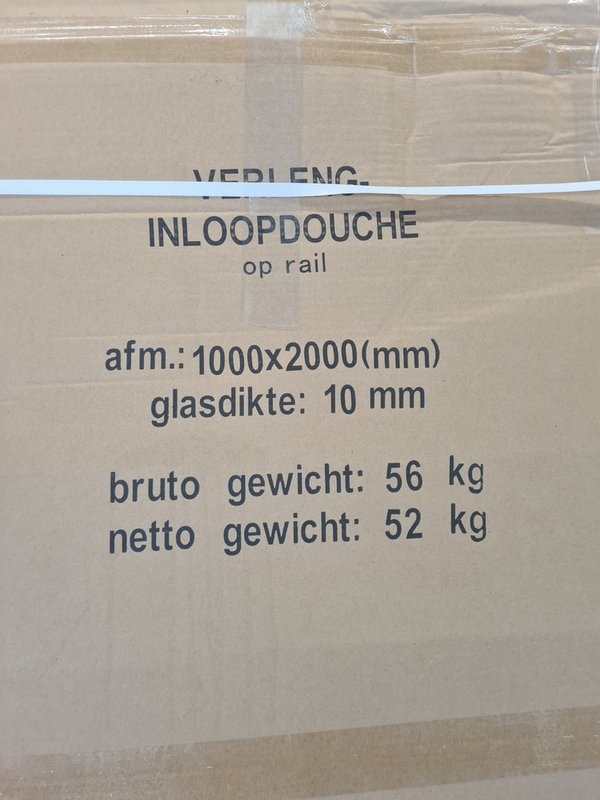 VERLENG-
INLOOPDOUCHE
op rail
afm.: 1000x2000(mm)
glasdikte: 10 mm
bruto gewicht: 56 kg
netto gewicht: 52 kg